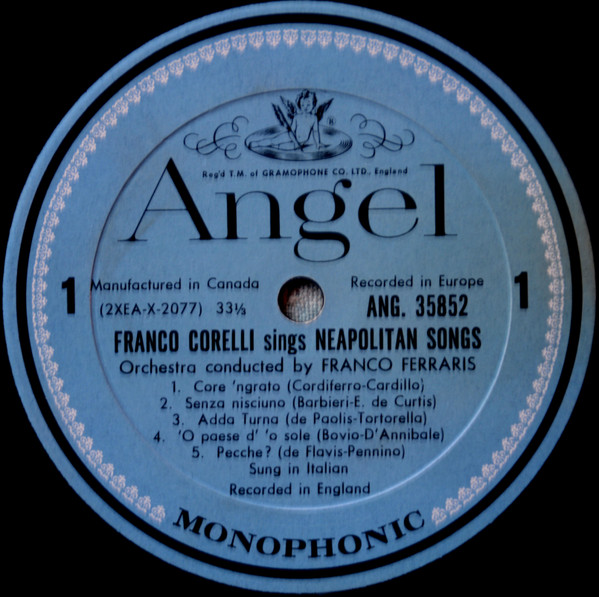 ®
Reg'd T.M. of GRAMOPHONE CO. LTD., England
Angel
1 Manufactured in Canada Recorded in Europe 1
(2XEA-X-2077) 33⅓ ANG. 35852
FRANCO CORELLI sings NEAPOLITAN SONGS
Orchestra conducted by FRANCO FERRARIS
1. Core 'ngrato (Cordiferro-Cardillo)
2. Senza nisciuno (Barbieri-E. de Curtis)
3. Adda Turna (de Paolis-Tortorella)
4. 'O paese d' 'o sole (Bovio-D'Annibale)
5. Pecche? (de Flavis-Pennino)
Sung in Italian
Recorded in England
MONOPHONIC